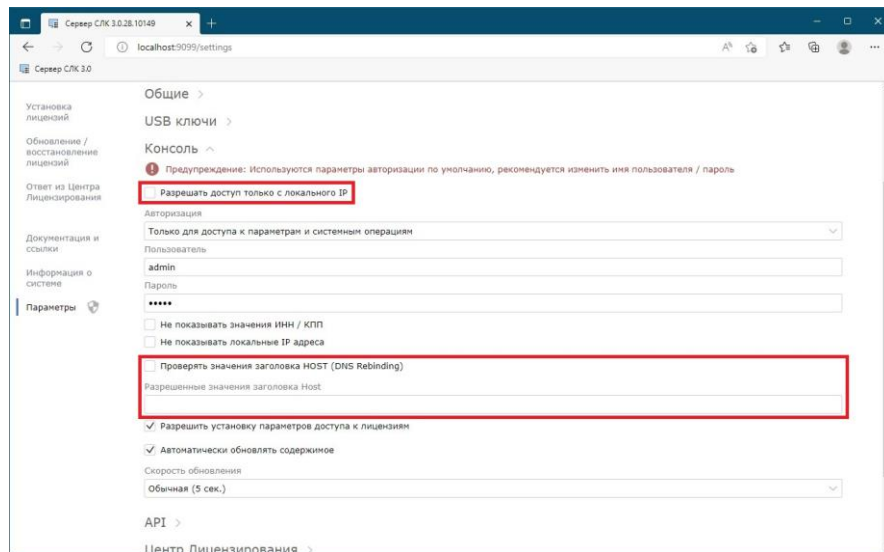 Сервер СЛК 3.0.28.10149
localhost:9099/settings
Сервер СЛК 3.0
Установка
лицензий
Обновление /
восстановление
лицензий
Ответ из Центра
Лицензирования
Документация и
ссылки
Информация о
системе
Параметры
Общие
USB ключи
Консоль
Предупреждение: Используются параметры авторизации по умолчанию, рекомендуется изменить имя пользователя / пароль
Разрешать доступ только с локального IP
Авторизация
Только для доступа к параметрам и системным операциям
Пользователь
admin
Пароль
•••••
Не показывать значения ИНН / КПП
Не показывать локальные IP адреса
Проверять значения заголовка HOST (DNS Rebinding)
Разрешенные значения заголовка Host
Разрешить установку параметров доступа к лицензиям
Автоматически обновлять содержимое
Скорость обновления
Обычная (5 сек.)
API
Центр Лицензирования